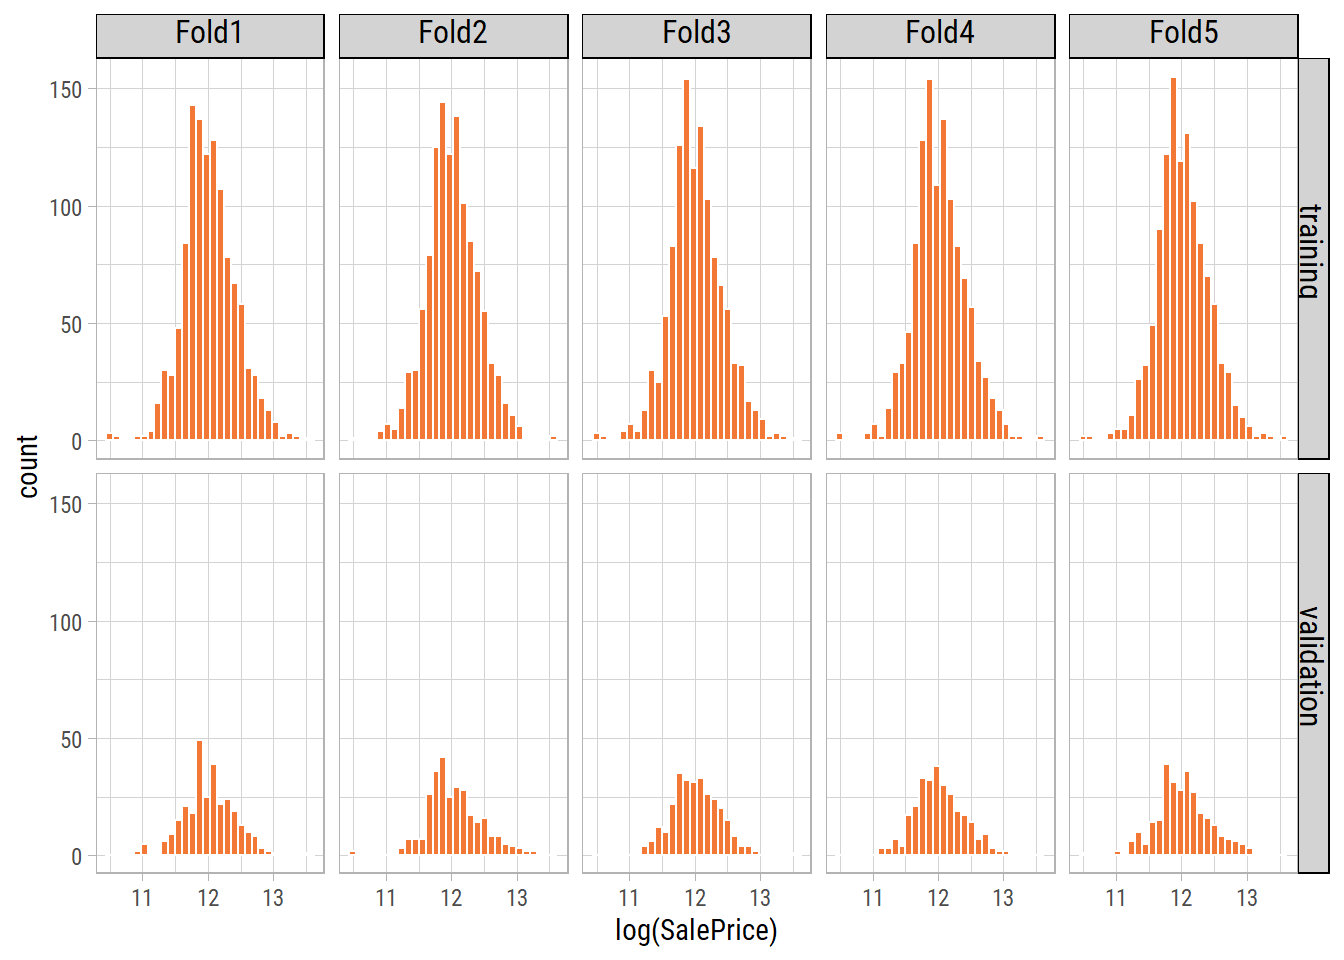 Fold1 Fold2 Fold3 Fold4 Fold5
150
100
50
0
training
count
150
100
50
0
validation
11 12 13 11 12 13 11 12 13 11 12 13 11 12 13
log(SalePrice)